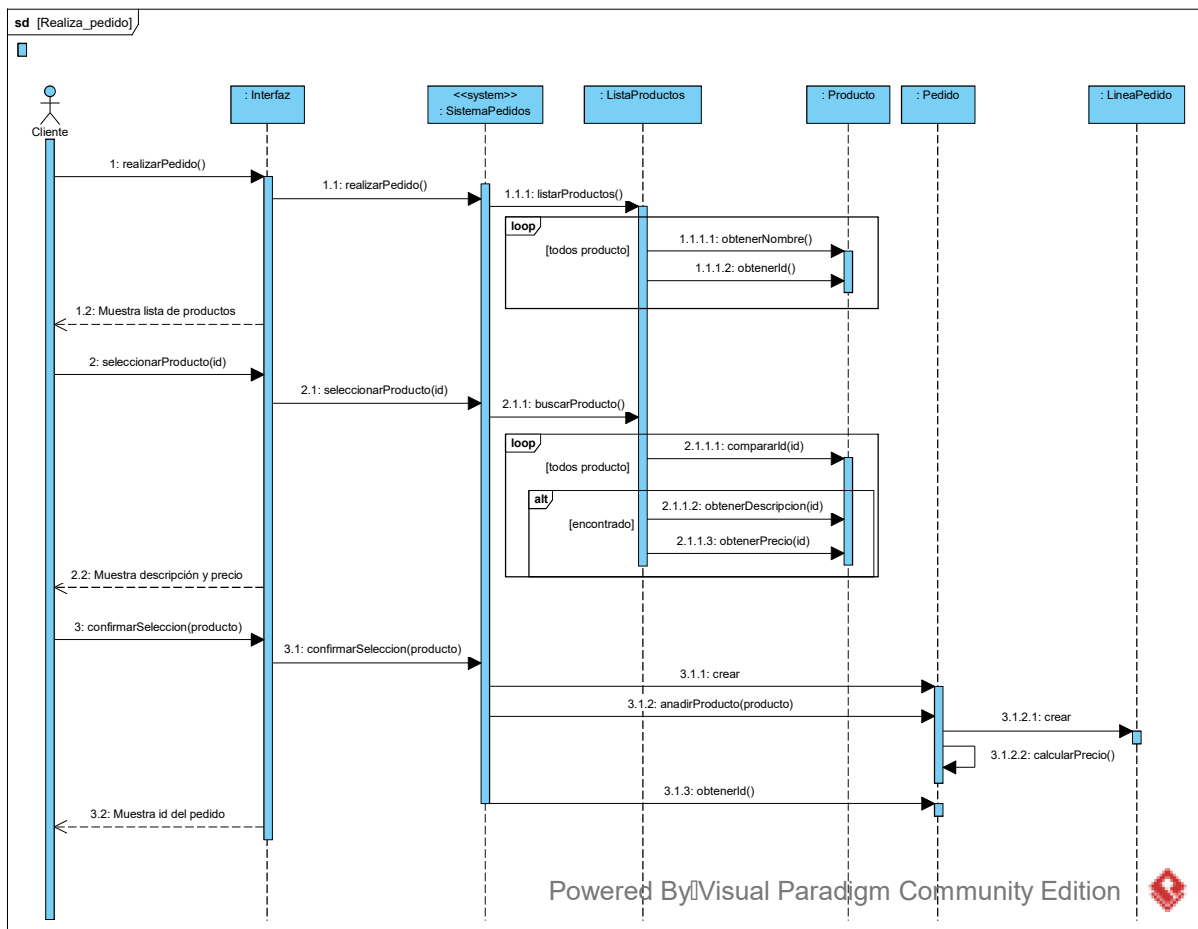 sd [Realiza_pedido]
Cliente
: Interfaz
<<system>>
: SistemaPedidos
: ListaProductos
: Producto
: Pedido
: LineaPedido
1: realizarPedido()
1.1: realizarPedido()
1.1.1: listarProductos()
loop
[todos producto]
1.1.1.1: obtenerNombre()
1.1.1.2: obtenerId()
1.2: Muestra lista de productos
2: seleccionarProducto(id)
2.1: seleccionarProducto(id)
2.1.1: buscarProducto()
loop
[todos producto]
2.1.1.1: compararId(id)
alt
[encontrado]
2.1.1.2: obtenerDescripcion(id)
2.1.1.3: obtenerPrecio(id)
2.2: Muestra descripción y precio
3: confirmarSeleccion(producto)
3.1: confirmarSeleccion(producto)
3.1.1: crear
3.1.2: anadirProducto(producto)
3.1.2.1: crear
3.1.2.2: calcularPrecio()
3.1.3: obtenerId()
3.2: Muestra id del pedido
Powered By Visual Paradigm Community Edition